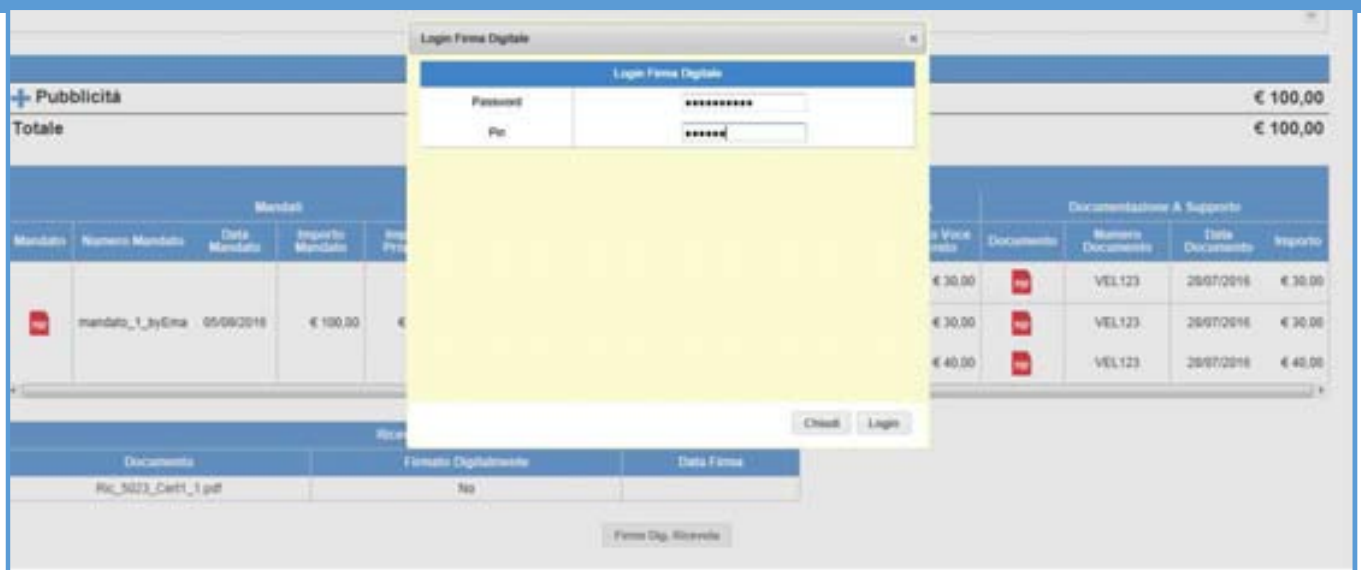 Login Firma Digitale
Login Firma Digitale
Password ••••••••••
Pin ••••••
Pubblicità € 100,00
Totale € 100,00
Mandati Documentazione A Supporto
Mandato Numero Mandato Data Mandato Importo Mandato Voce Documento Numero Documento Data Documento Importo
€ 30,00 VEL123 28/07/2016 € 30,00
mandato_1_byEma 05/08/2016 € 100,00 € € 30,00 VEL123 28/07/2016 € 30,00
€ 40,00 VEL123 28/07/2016 € 40,00
Chiudi Login
Documento Firmato Digitalmente Data Firma
Ric_5023_Cert1_1.pdf No
Firma Dig. Ricevuta